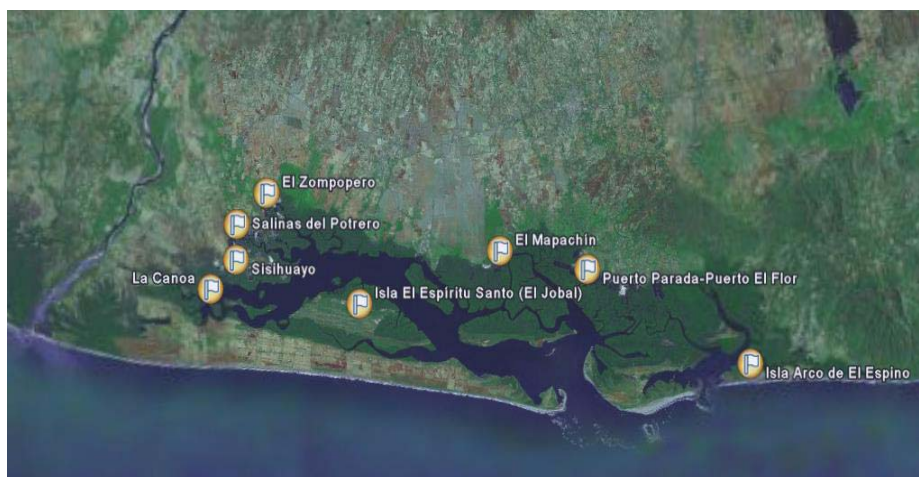 El Zompopero
Salinas del Potrero
El Mapachin
Sisihuayo
Puerto Parada-Puerto El Flor
La Canoa
Isla El Espíritu Santo (El Jobal)
Isla Arco de El Espino